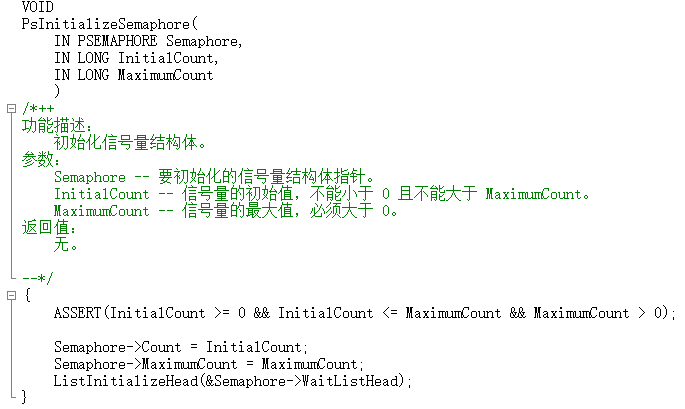 VOID
PsInitializeSemaphore(
    IN PSEMAPHORE Semaphore,
    IN LONG InitialCount,
    IN LONG MaximumCount
    )
/*++
功能描述:
    初始化信号量结构体。
参数:
    Semaphore -- 要初始化的信号量结构体指针。
    InitialCount -- 信号量的初始值，不能小于 0 且不能大于 MaximumCount。
    MaximumCount -- 信号量的最大值，必须大于 0。
返回值:
    无。
--*/
{
    ASSERT(InitialCount >= 0 && InitialCount <= MaximumCount && MaximumCount > 0);
    Semaphore->Count = InitialCount;
    Semaphore->MaximumCount = MaximumCount;
    ListInitializeHead(&Semaphore->WaitListHead);
}